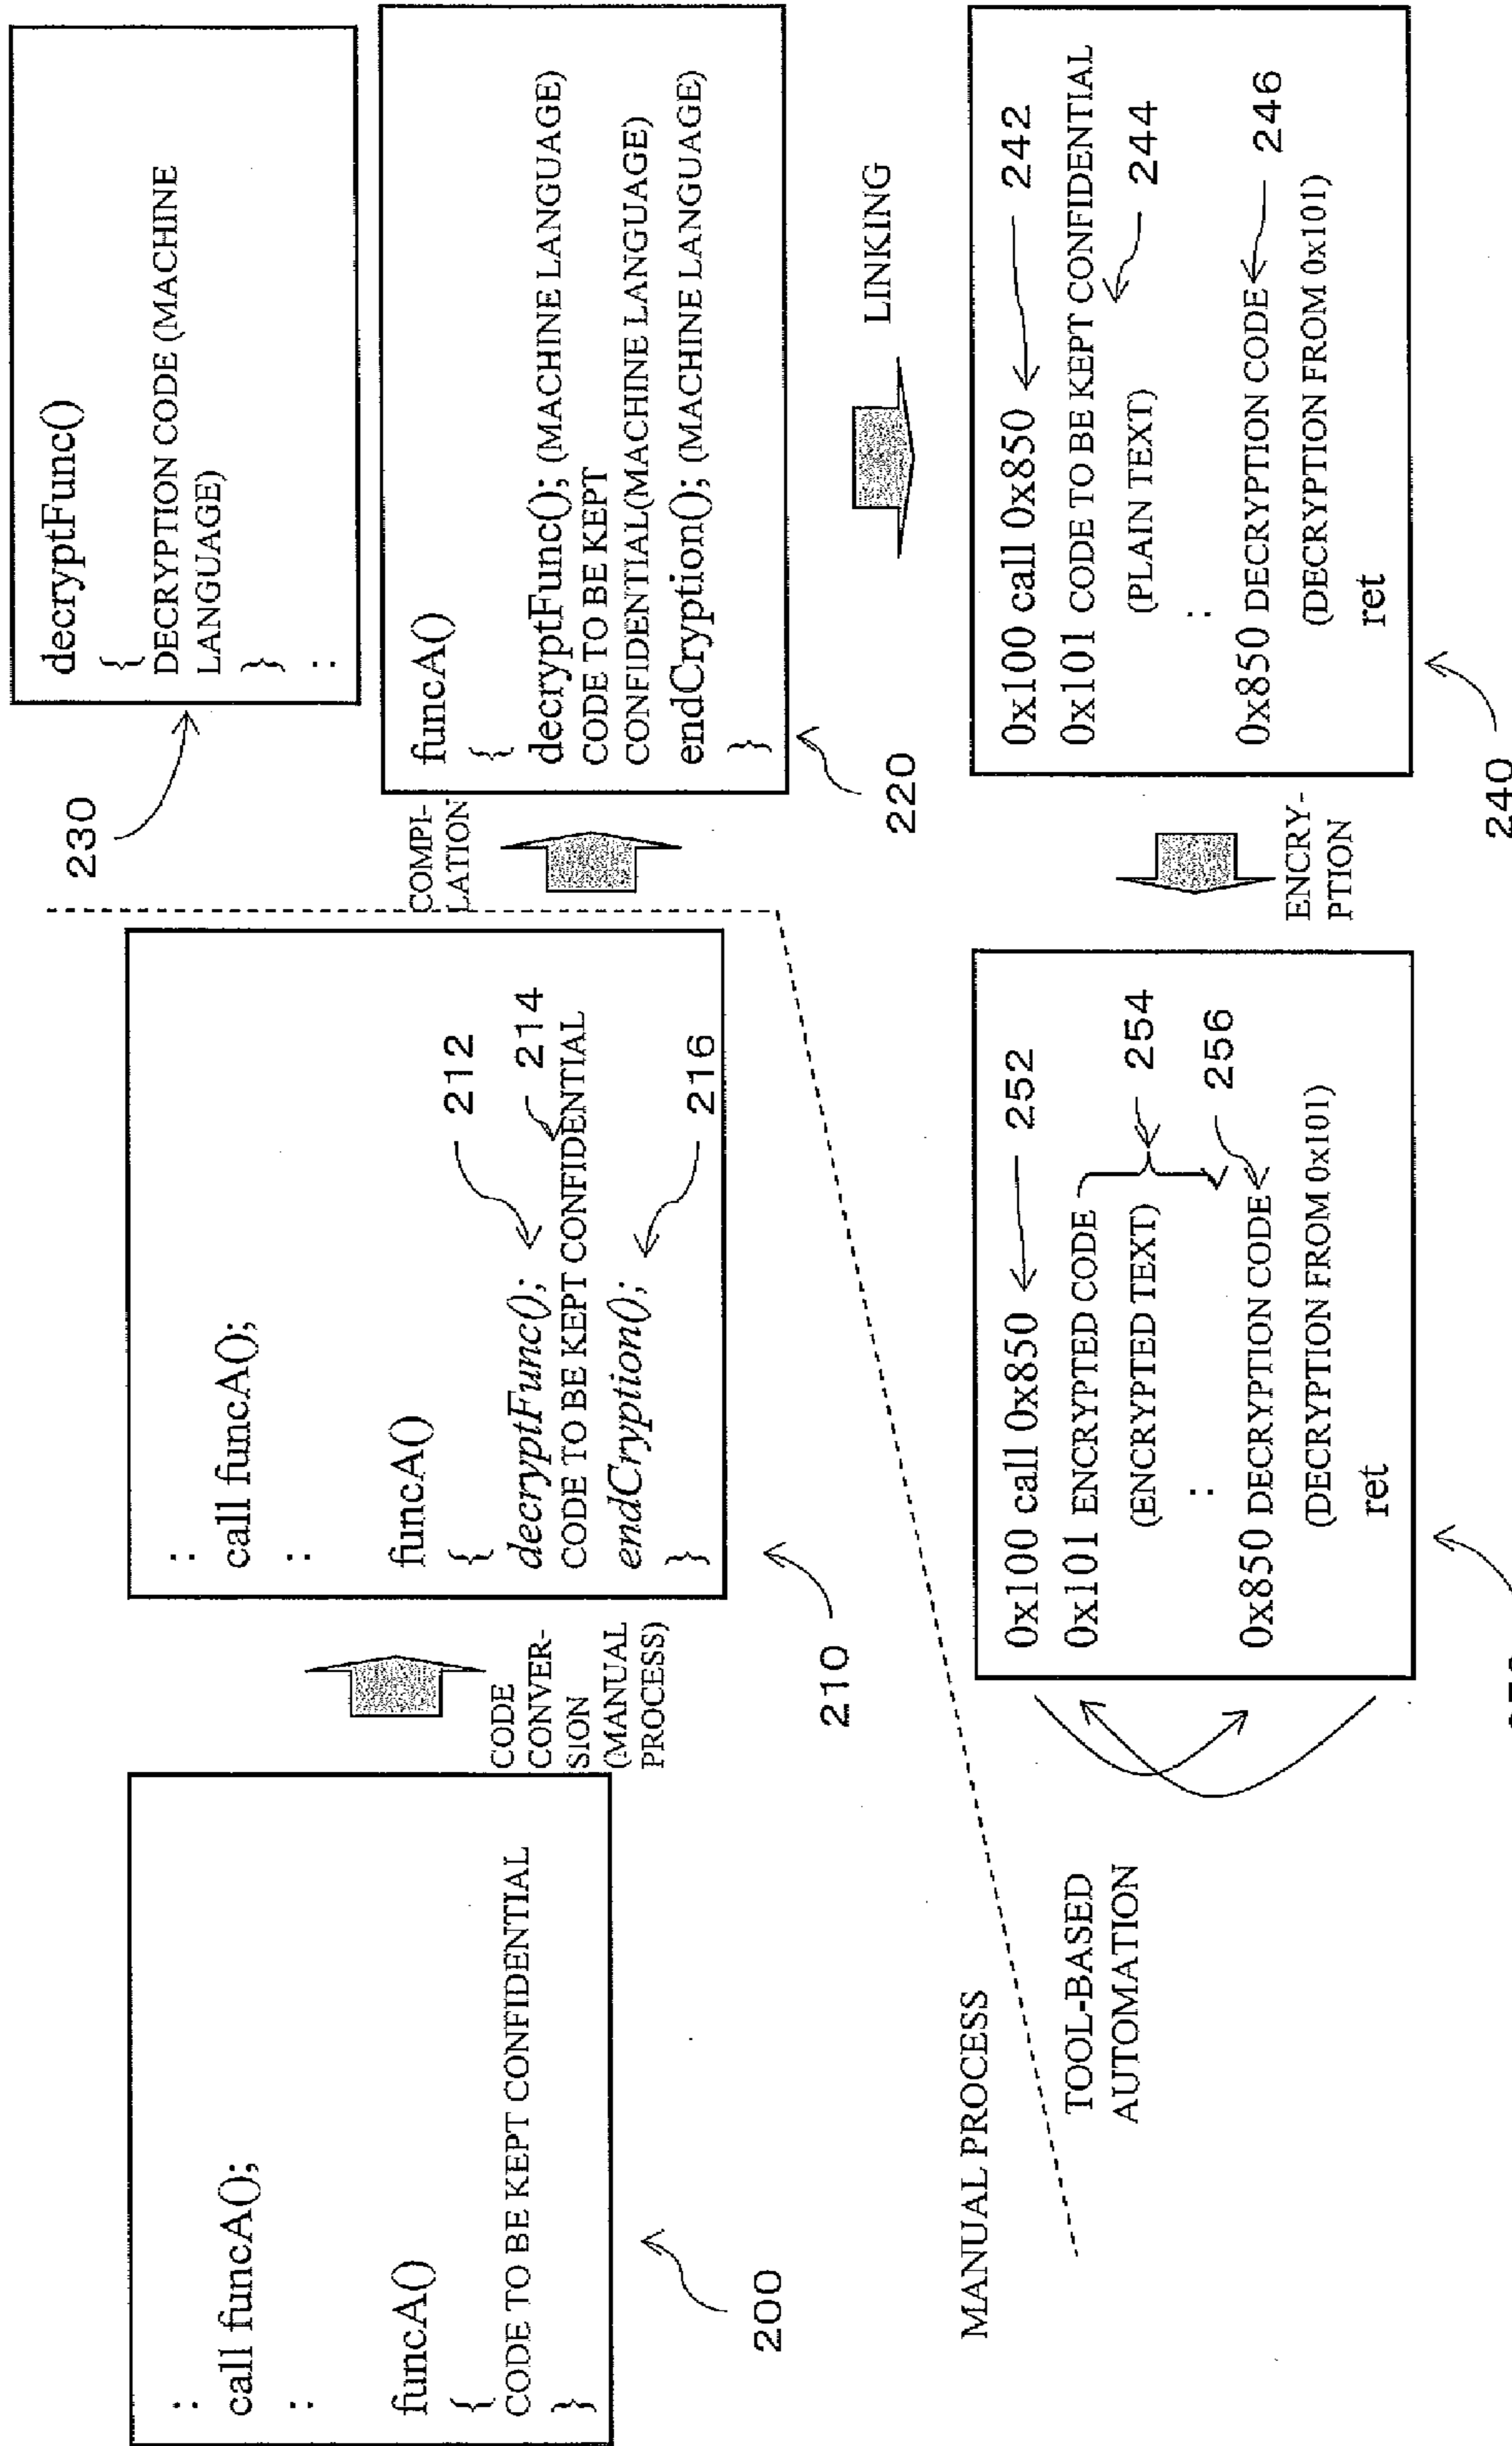 :
call funcA();
:
funcA()
{
CODE TO BE KEPT CONFIDENTIAL
}
200
CODE
CONVER-
SION
(MANUAL
PROCESS)
:
call funcA();
:
funcA()
{
decryptFunc();
212
CODE TO BE KEPT CONFIDENTIAL
214
endCryption();
216
}
210
COMPI-
LATION
230
decryptFunc()
{
DECRYPTION CODE (MACHINE
LANGUAGE)
}
:
funcA()
{
decryptFunc(); (MACHINE LANGUAGE)
CODE TO BE KEPT
CONFIDENTIAL(MACHINE LANGUAGE)
endCryption(); (MACHINE LANGUAGE)
}
220
LINKING
MANUAL PROCESS
TOOL-BASED
AUTOMATION
0x100 call 0x850
252
0x101 ENCRYPTED CODE
(ENCRYPTED TEXT)
254
:
256
0x850 DECRYPTION CODE
(DECRYPTION FROM 0x101)
ret
ENCRY-
PTION
0x100 call 0x850
242
0x101 CODE TO BE KEPT CONFIDENTIAL
(PLAIN TEXT)
244
:
0x850 DECRYPTION CODE
246
(DECRYPTION FROM 0x101)
ret
240